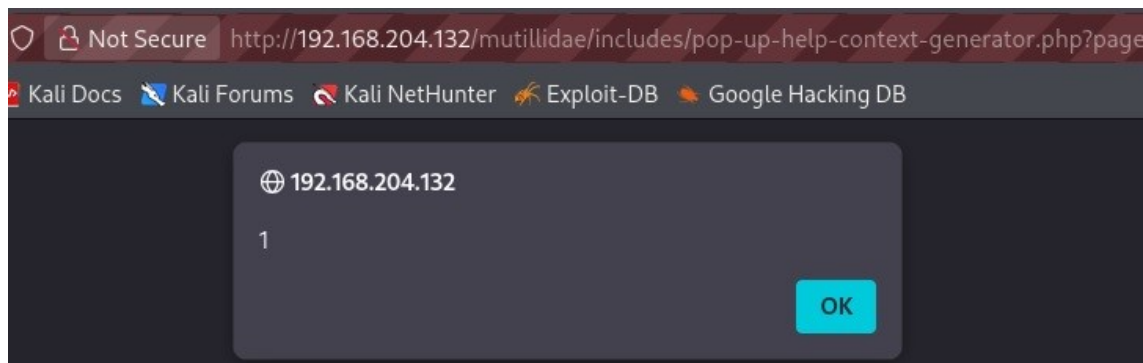 Not Secure http://192.168.204.132/mutillidae/includes/pop-up-help-context-generator.php?page
Kali Docs Kali Forums Kali NetHunter Exploit-DB Google Hacking DB
192.168.204.132
1
OK